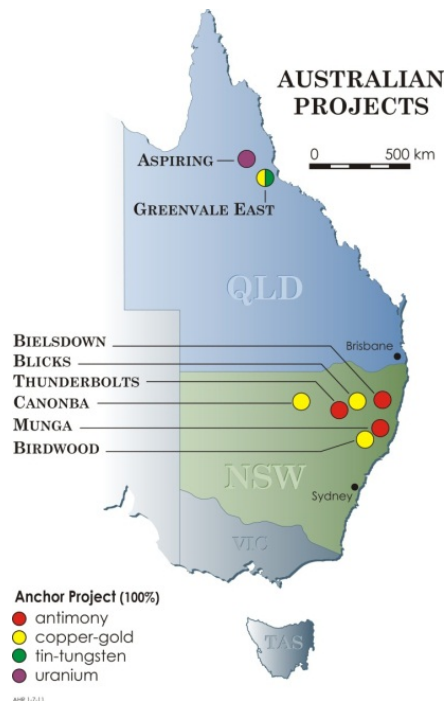 AUSTRALIAN
PROJECTS
0 500 km
ASPIRING
GREENVALE EAST
QLD
BIELSDOWN
Brisbane
BLICKS
THUNDERBOLTS
CANONBA
MUNGA
BIRDWOOD
NSW
Sydney
VIC
Anchor Project (100%)
antimony
copper-gold
tin-tungsten
uranium
TAS